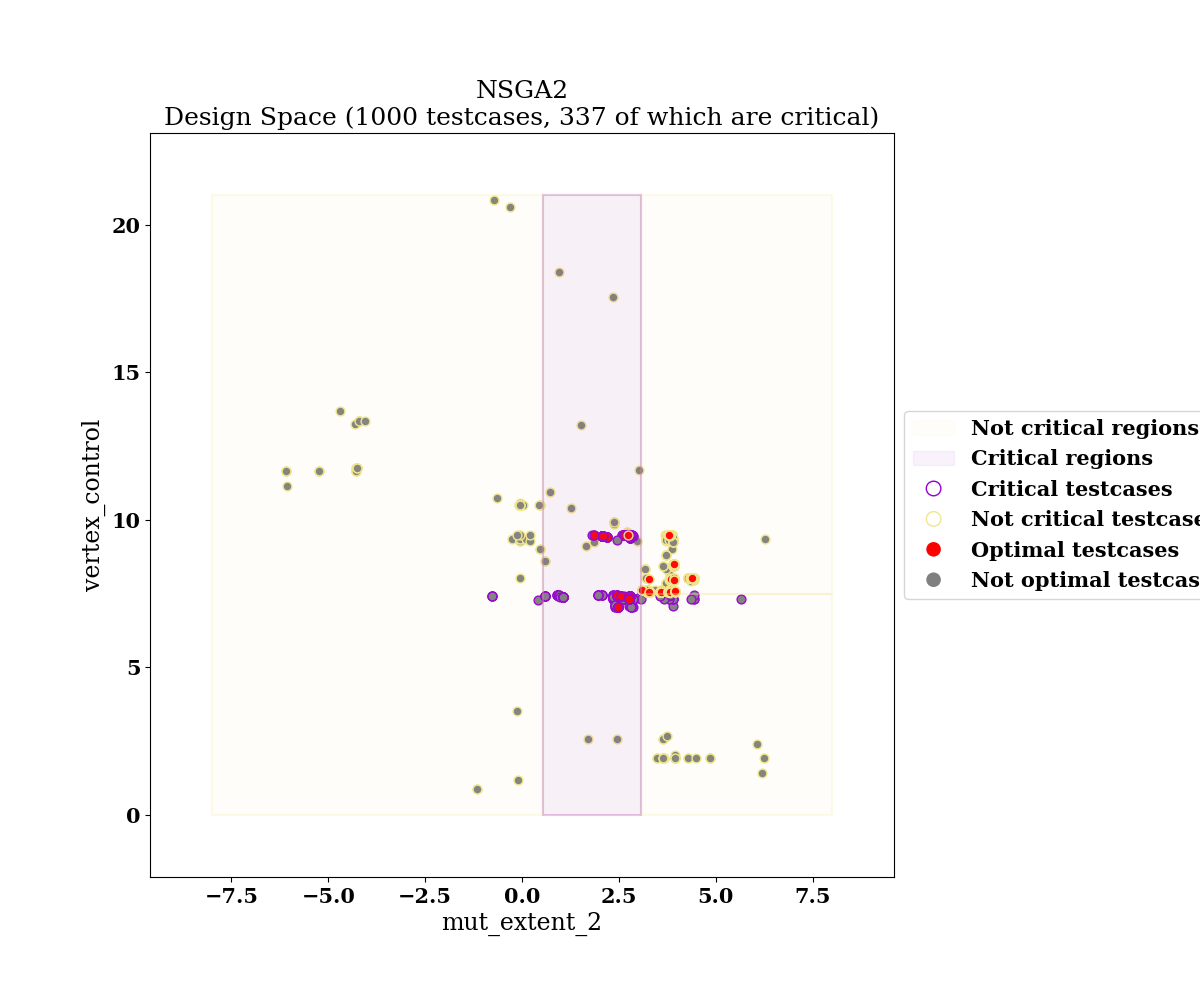 NSGA2
Design Space (1000 testcases, 337 of which are critical)
20
15
10
5
0
vertex_control
−7.5 −5.0 −2.5 0.0 2.5 5.0 7.5
mut_extent_2
Not critical regions
Critical regions
Critical testcases
Not critical testcase
Optimal testcases
Not optimal testcas